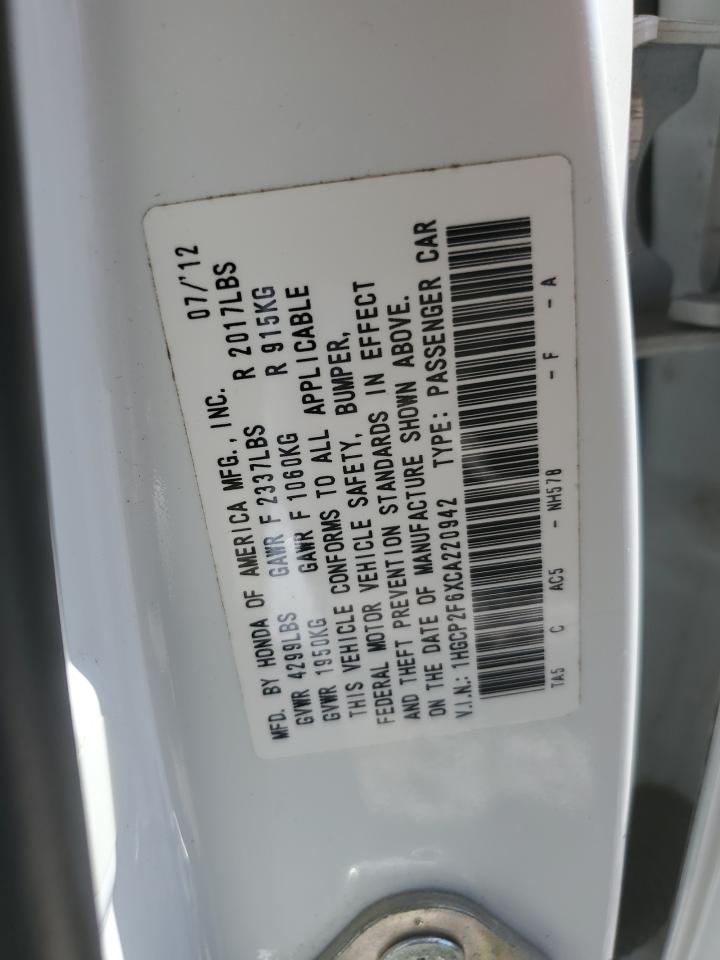 MFD. BY HONDA OF AMERICA MFG., INC. 07/'12
GVWR 4299LBS GAWR F 2337LBS R 2017LBS
GVWR 1950KG GAWR F 1060KG R 915KG
THIS VEHICLE CONFORMS TO ALL APPLICABLE
FEDERAL MOTOR VEHICLE SAFETY, BUMPER,
AND THEFT PREVENTION STANDARDS IN EFFECT
ON THE DATE OF MANUFACTURE SHOWN ABOVE.
V.I.N.: 1HGCP2F6XCA220942 TYPE: PASSENGER CAR
TA5 C AC5 - NH578 - F - A